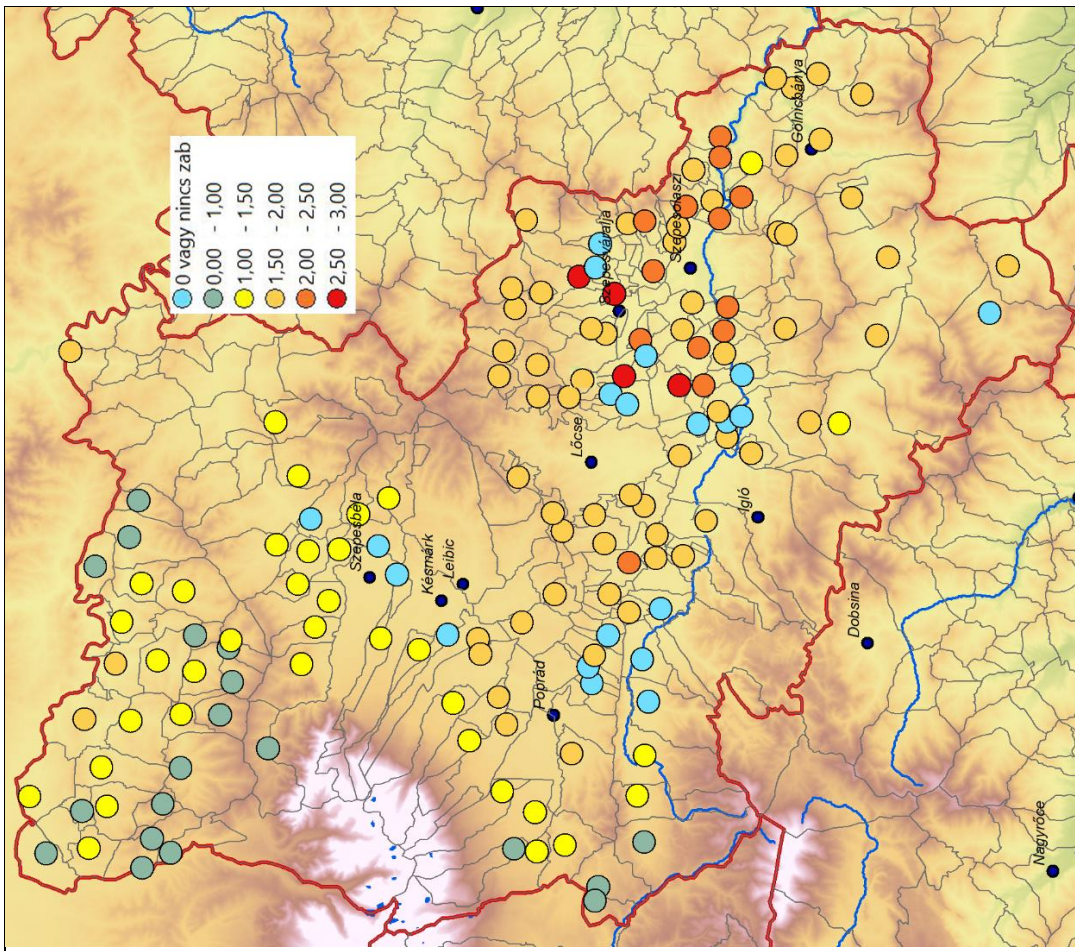 0 vagy nincs zab
0,00 - 1,00
1,00 - 1,50
1,50 - 2,00
2,00 - 2,50
2,50 - 3,00
Szepesbéla
Késmárk
Leibic
Poprád
Lőcse
Szepesváralja
Szepesolaszi
Gölnicbánya
Igló
Dobsina
Nagyrőce